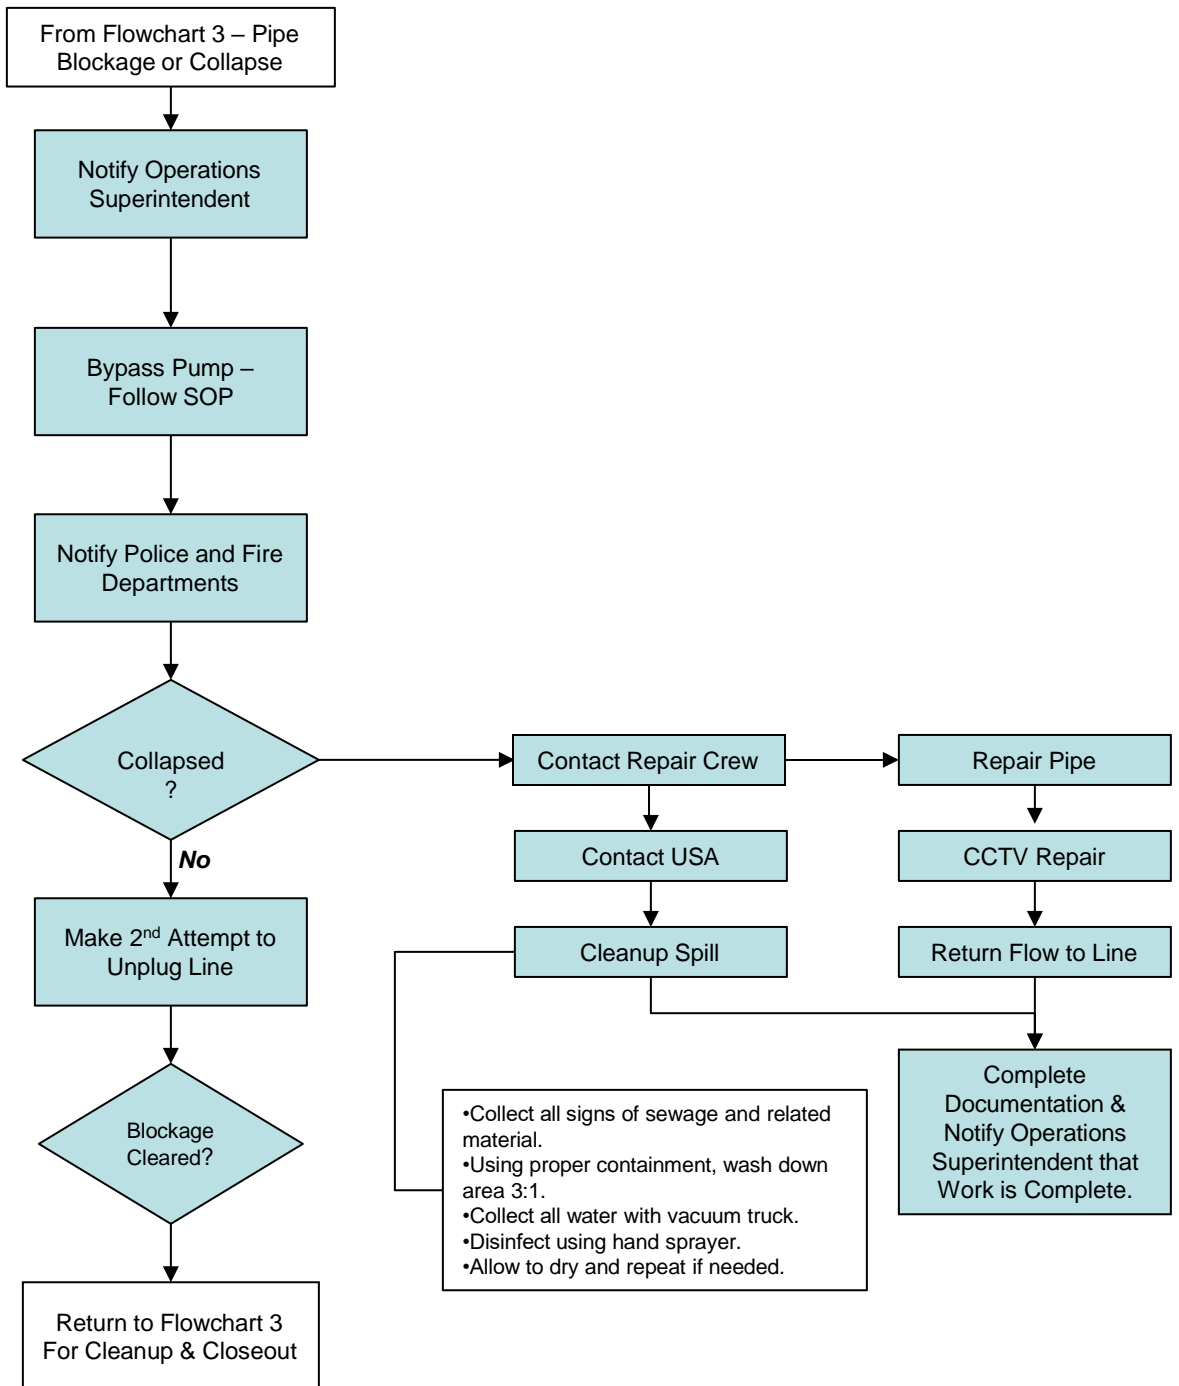 From Flowchart 3 – Pipe
Blockage or Collapse
Notify Operations
Superintendent
Bypass Pump –
Follow SOP
Notify Police and Fire
Departments
Collapsed
?
No
Make 2nd Attempt to
Unplug Line
Blockage
Cleared?
Return to Flowchart 3
For Cleanup & Closeout
Contact Repair Crew
Contact USA
Cleanup Spill
•Collect all signs of sewage and related
material.
•Using proper containment, wash down
area 3:1.
•Collect all water with vacuum truck.
•Disinfect using hand sprayer.
•Allow to dry and repeat if needed.
Repair Pipe
CCTV Repair
Return Flow to Line
Complete
Documentation &
Notify Operations
Superintendent that
Work is Complete.